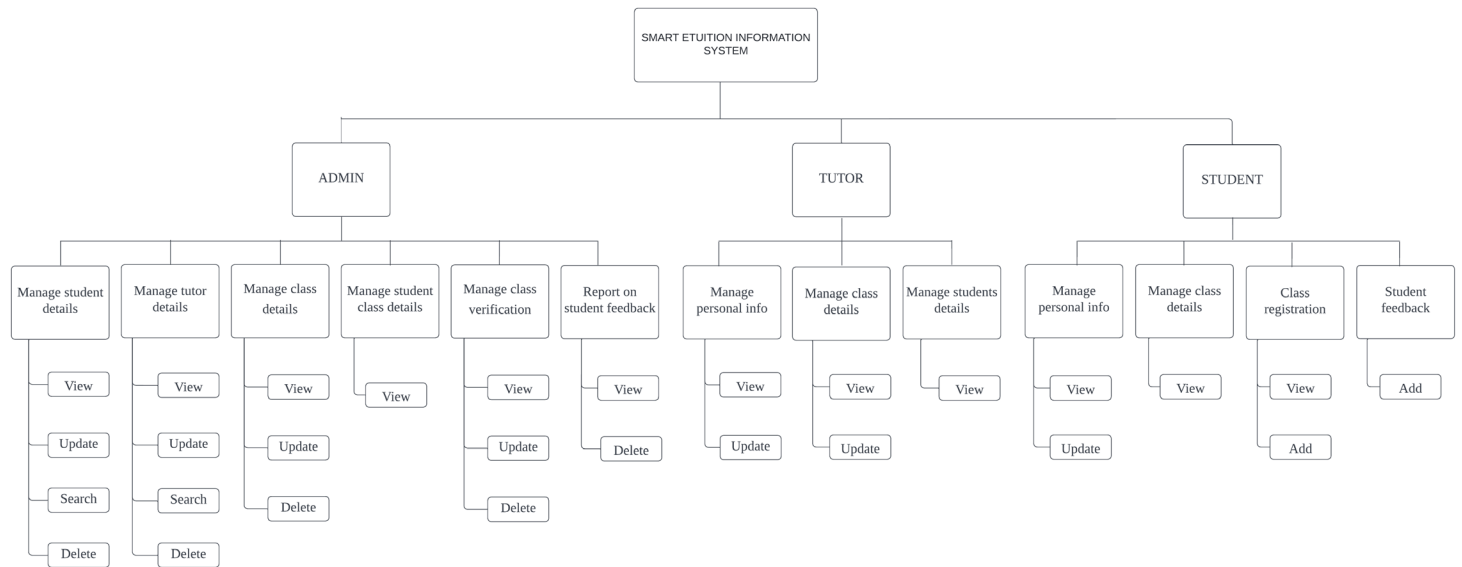 SMART ETUITION INFORMATION
SYSTEM
ADMIN
TUTOR
STUDENT
Manage student
details
Manage tutor
details
Manage class
details
Manage student
class details
Manage class
verification
Report on
student feedback
Manage
personal info
Manage class
details
Manage students
details
Manage
personal info
Manage class
details
Class
registration
Student
feedback
View
Update
Search
Delete
View
Update
Search
Delete
View
Update
Delete
View
View
Update
Delete
View
Delete
View
Update
View
Update
View
View
Update
View
View
Add
Add